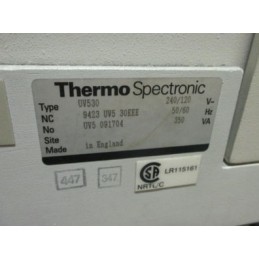 Thermo Spectronic
Type UV530 240/120 V~
NC 9423 UV5 30EEE 50/60 Hz
No UV5 091704 250 VA
Site
Made in England
447 347
SA LR115161
NRTL/C